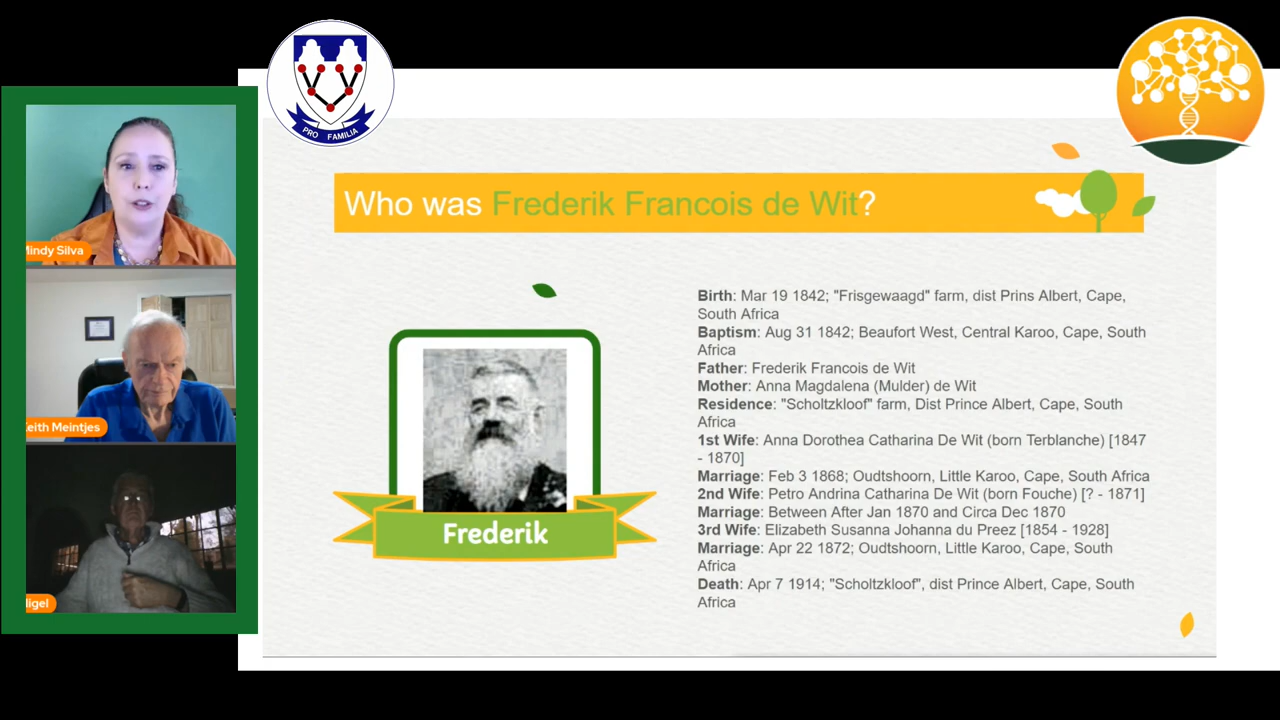 PRO FAMILIA
Mindy Silva
Keith Meintjes
Nigel
Who was Frederik Francois de Wit?
Frederik
Birth: Mar 19 1842; "Frisgewaagd" farm, dist Prins Albert, Cape,
South Africa
Baptism: Aug 31 1842; Beaufort West, Central Karoo, Cape, South
Africa
Father: Frederik Francois de Wit
Mother: Anna Magdalena (Mulder) de Wit
Residence: "Scholtzkloof" farm, Dist Prince Albert, Cape, South
Africa
1st Wife: Anna Dorothea Catharina De Wit (born Terblanche) [1847
- 1870]
Marriage: Feb 3 1868; Oudtshoorn, Little Karoo, Cape, South Africa
2nd Wife: Petro Andrina Catharina De Wit (born Fouche) [? - 1871]
Marriage: Between After Jan 1870 and Circa Dec 1870
3rd Wife: Elizabeth Susanna Johanna du Preez [1854 - 1928]
Marriage: Apr 22 1872; Oudtshoorn, Little Karoo, Cape, South
Africa
Death: Apr 7 1914; "Scholtzkloof", dist Prince Albert, Cape, South
Africa